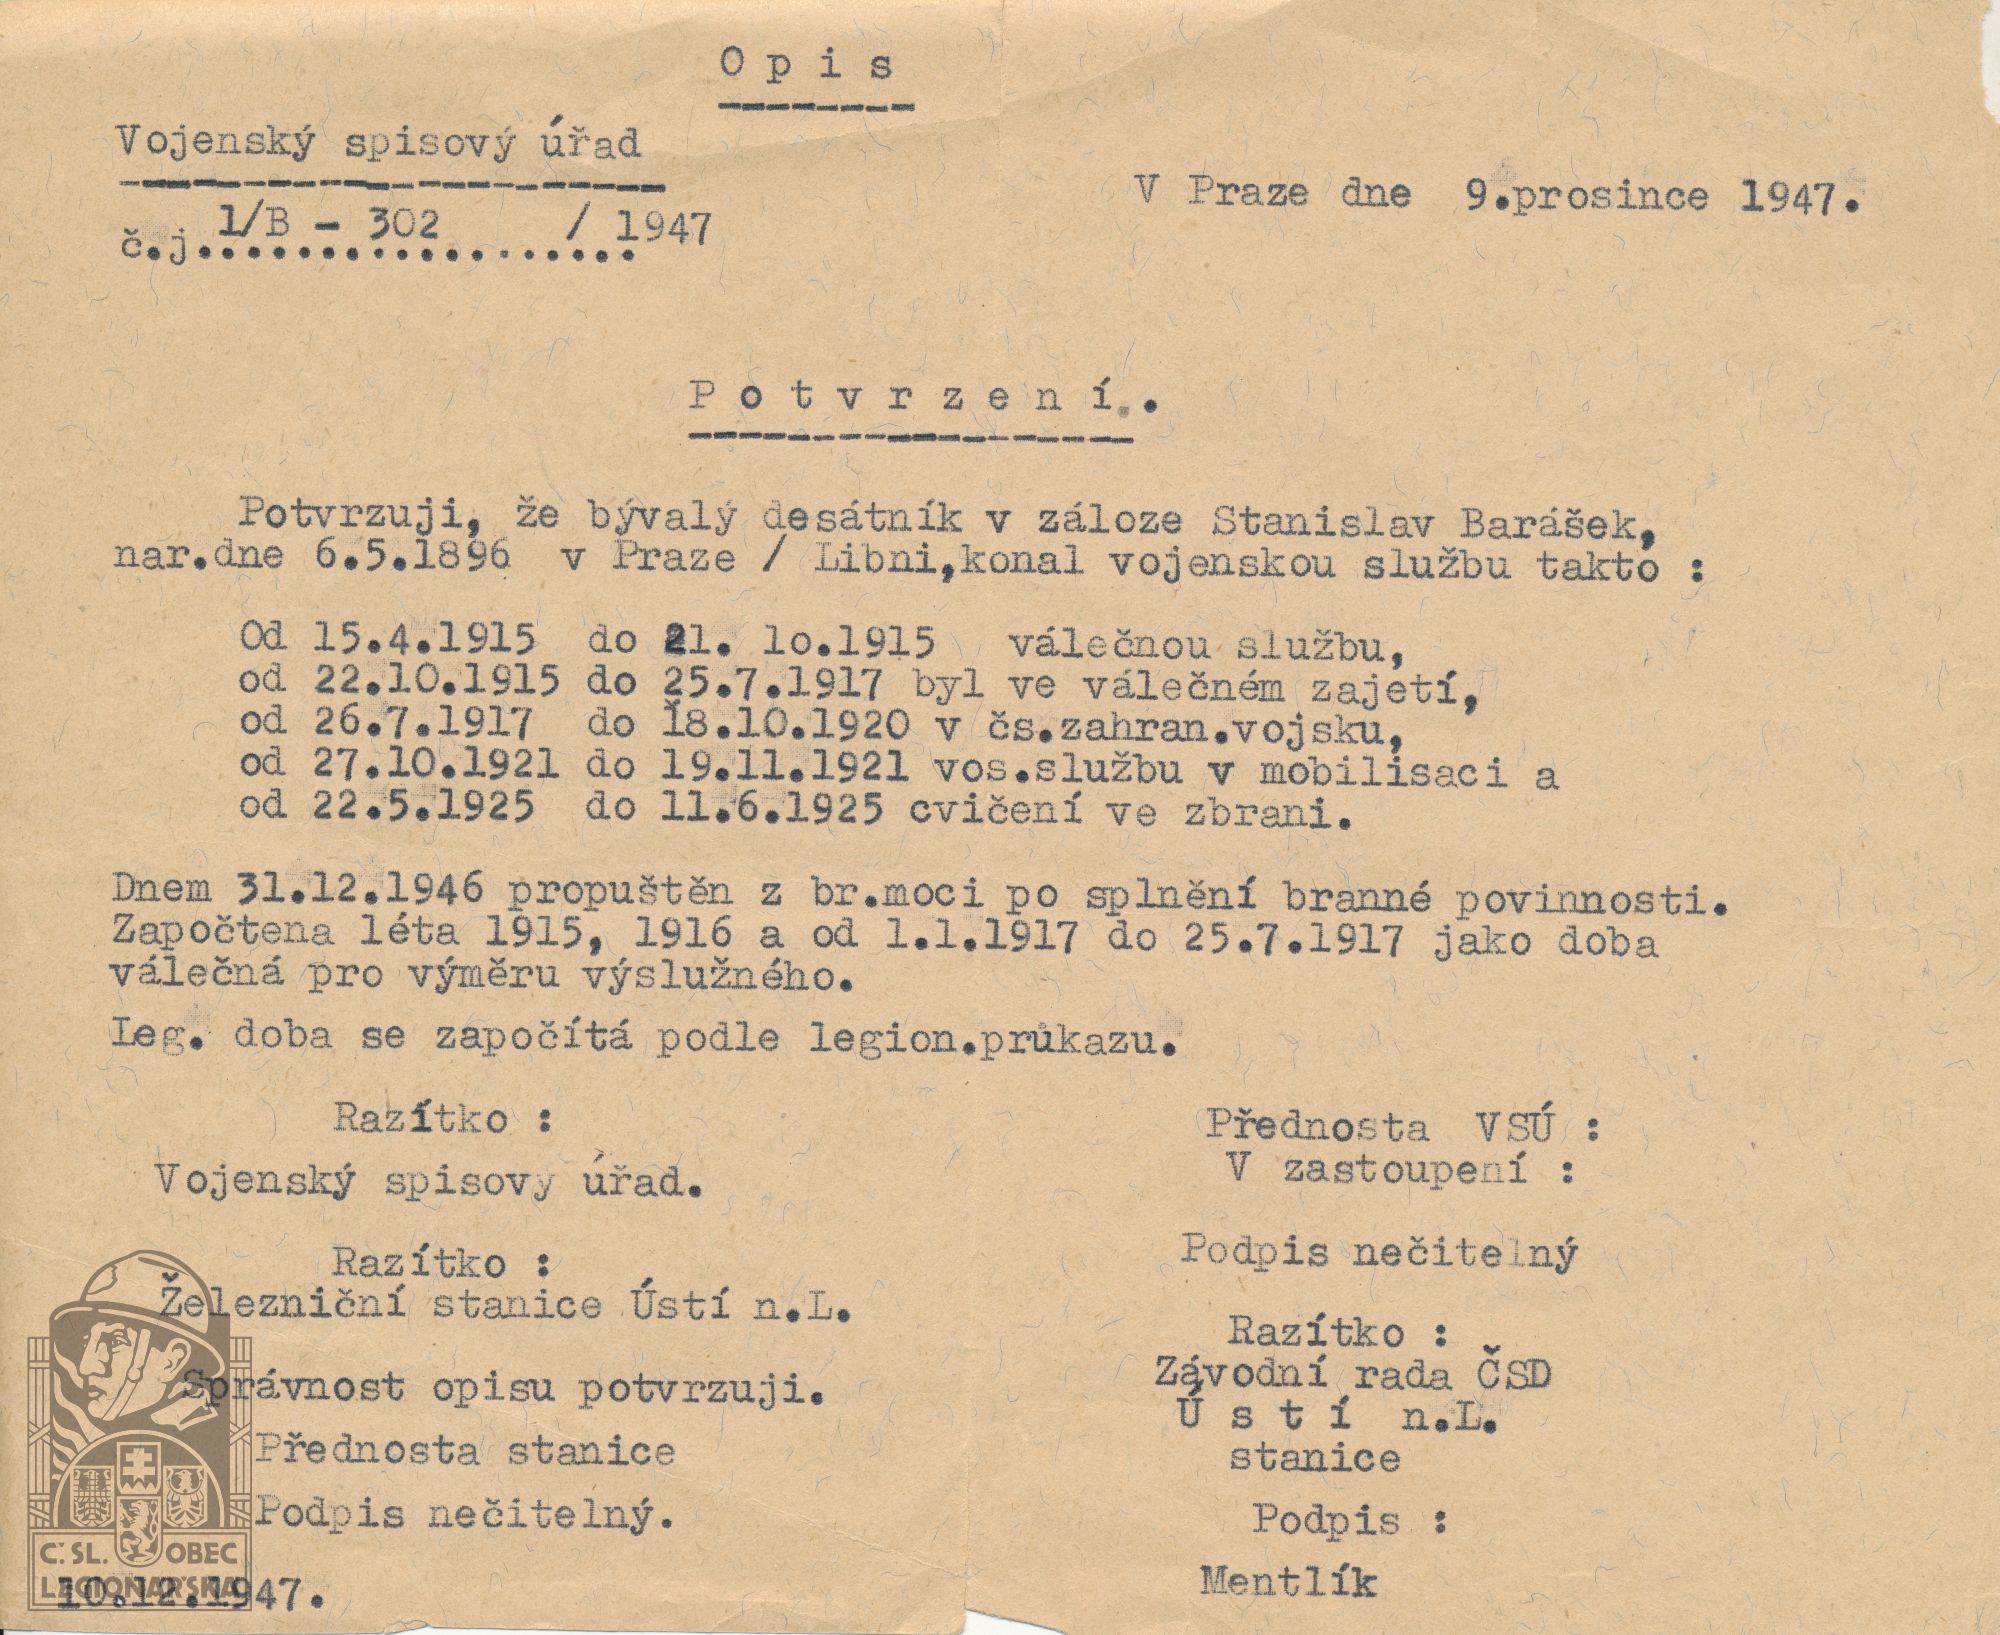 Opis
Vojenský spisový úřad
V Praze dne 9.prosince 1947.
č.j. 1/B - 302 / 1947
Potvrzení.
Potvrzuji, že bývalý desátník v záloze Stanislav Barášek,
nar.dne 6.5.1896 v Praze / Libni,konal vojenskou službu takto :
Od 15.4.1915 do 21. lo.1915 válečnou službu,
od 22.10.1915 do 25.7.1917 byl ve válečném zajetí,
od 26.7.1917 do 18.10.1920 v čs.zahran.vojsku,
od 27.10.1921 do 19.11.1921 vos.službu v mobilisaci a
od 22.5.1925 do 11.6.1925 cvičení ve zbrani.
Dnem 31.12.1946 propuštěn z br.moci po splnění branné povinnosti.
Započtena léta 1915, 1916 a od 1.1.1917 do 25.7.1917 jako doba
válečná pro výměru výslužného.
Leg. doba se započítá podle legion.průkazu.
Razítko :
Vojenský spisovy úřad.
Razítko :
Železniční stanice Ústí n.L.
Správnost opisu potvrzuji.
Přednosta stanice
Podpis nečitelný.
10.12.1947.
Přednosta VSÚ :
V zastoupení :
Podpis nečitelný
Razítko :
Závodní rada ČSD
Ústí n.L.
stanice
Podpis :
Mentlík
Č. SL. OBEC
LEGIONÁŘSKÁ